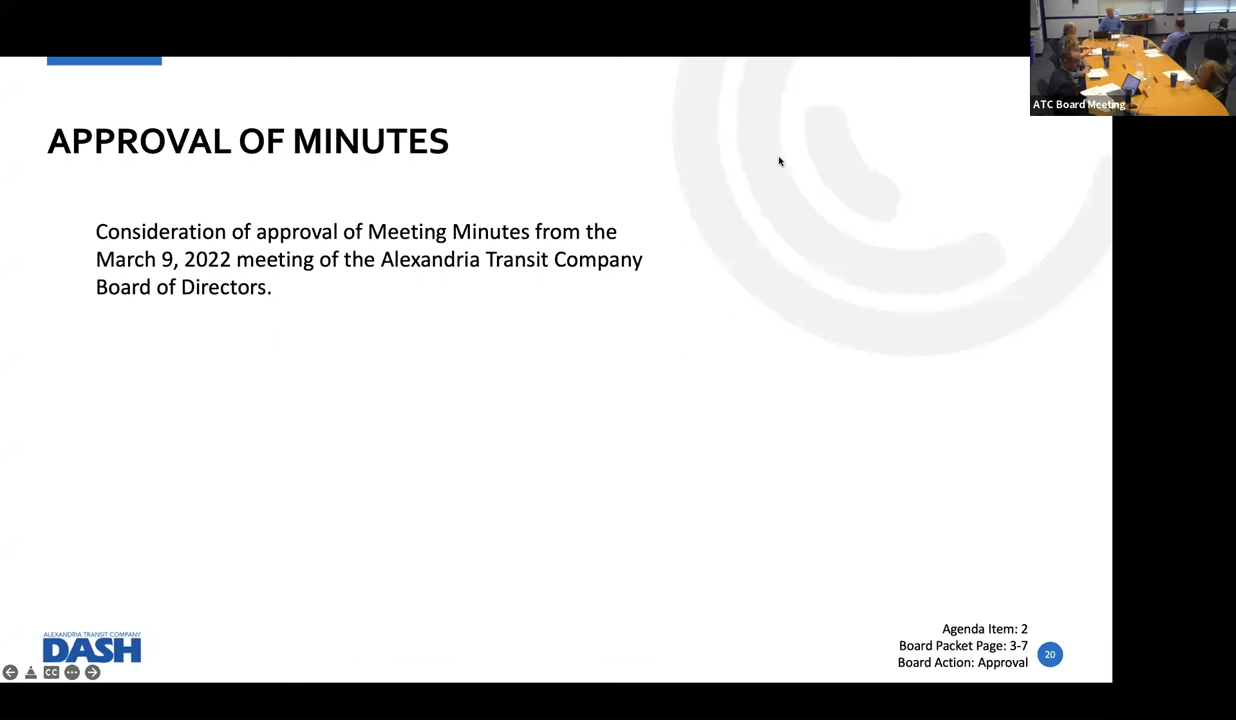 ATC Board Meeting
APPROVAL OF MINUTES
Consideration of approval of Meeting Minutes from the
March 9, 2022 meeting of the Alexandria Transit Company
Board of Directors.
ALEXANDRIA TRANSIT COMPANY
DASH
CC
Agenda Item: 2
Board Packet Page: 3-7
Board Action: Approval
20